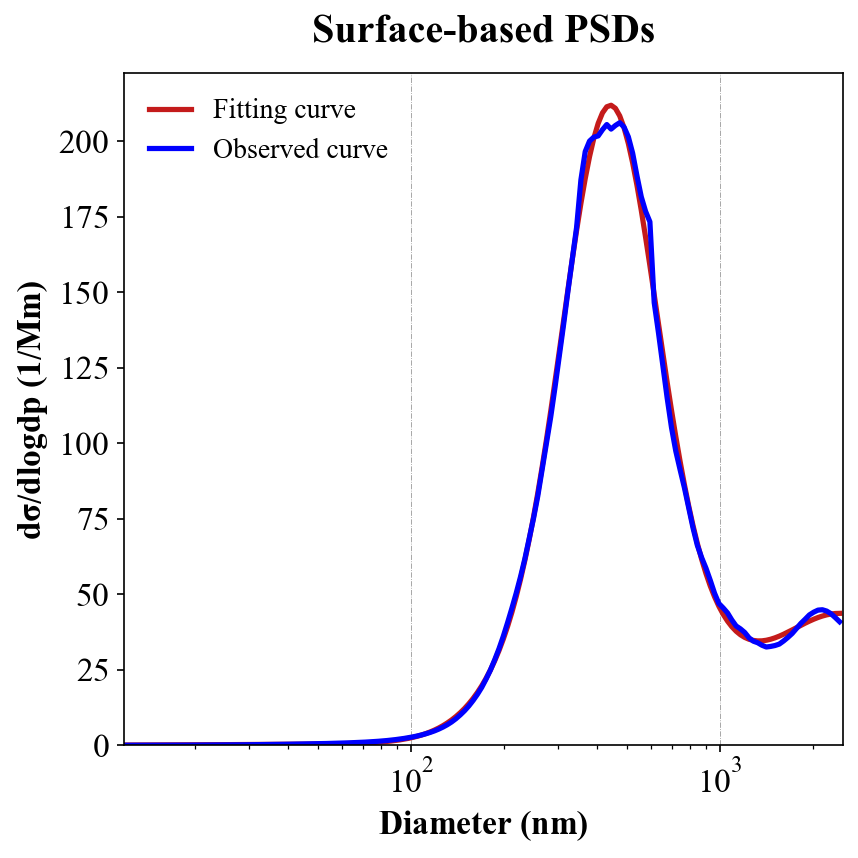 Surface-based PSDs
Fitting curve
Observed curve
dσ/dlogdp (1/Mm)
200
175
150
125
100
75
50
25
0
10²
10³
Diameter (nm)